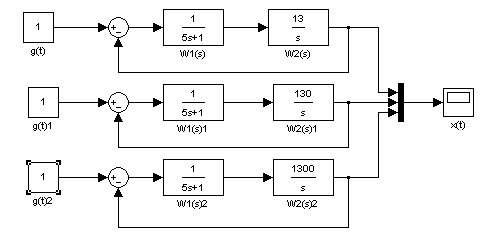 1
g(t)
+
_
1
5s+1
W1(s)
13
s
W2(s)
1
g(t)1
+
_
1
5s+1
W1(s)1
130
s
W2(s)1
x(t)
1
g(t)2
+
_
1
5s+1
W1(s)2
1300
s
W2(s)2